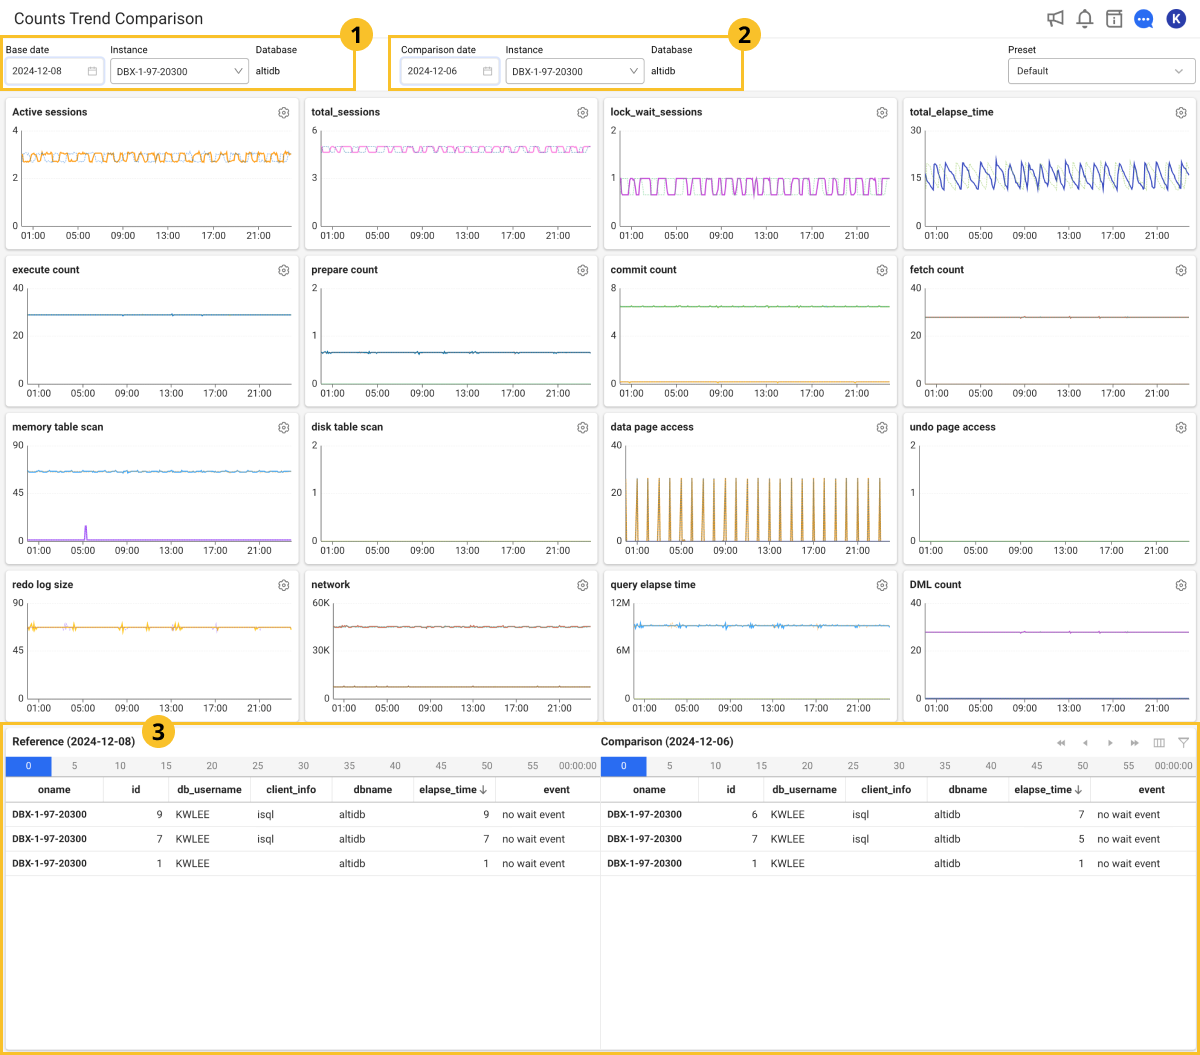 Counts Trend Comparison
K
1
2
Base date Instance Database
2024-12-08 DBX-1-97-20300 altidb
Comparison date Instance Database
2024-12-06 DBX-1-97-20300 altidb
Preset
Default
Active sessions
4
2
0
01:00 05:00 09:00 13:00 17:00 21:00
total_sessions
6
3
0
01:00 05:00 09:00 13:00 17:00 21:00
lock_wait_sessions
2
1
0
01:00 05:00 09:00 13:00 17:00 21:00
total_elapse_time
30
15
0
01:00 05:00 09:00 13:00 17:00 21:00
execute count
40
20
0
01:00 05:00 09:00 13:00 17:00 21:00
prepare count
2
1
0
01:00 05:00 09:00 13:00 17:00 21:00
commit count
8
4
0
01:00 05:00 09:00 13:00 17:00 21:00
fetch count
40
20
0
01:00 05:00 09:00 13:00 17:00 21:00
memory table scan
90
45
0
01:00 05:00 09:00 13:00 17:00 21:00
disk table scan
2
1
0
01:00 05:00 09:00 13:00 17:00 21:00
data page access
40
20
0
01:00 05:00 09:00 13:00 17:00 21:00
undo page access
2
1
0
01:00 05:00 09:00 13:00 17:00 21:00
redo log size
90
45
0
01:00 05:00 09:00 13:00 17:00 21:00
network
60K
30K
0
01:00 05:00 09:00 13:00 17:00 21:00
query elapse time
12M
6M
0
01:00 05:00 09:00 13:00 17:00 21:00
DML count
40
20
0
01:00 05:00 09:00 13:00 17:00 21:00
3
Reference (2024-12-08)
0 5 10 15 20 25 30 35 40 45 50 55 00:00:00
oname id db_username client_info dbname elapse_time ↓ event
DBX-1-97-20300 9 KWLEE isql altidb 9 no wait event
DBX-1-97-20300 7 KWLEE isql altidb 7 no wait event
DBX-1-97-20300 1 KWLEE altidb 1 no wait event
Comparison (2024-12-06)
0 5 10 15 20 25 30 35 40 45 50 55 00:00:00
oname id db_username client_info dbname elapse_time ↓ event
DBX-1-97-20300 6 KWLEE isql altidb 7 no wait event
DBX-1-97-20300 7 KWLEE isql altidb 5 no wait event
DBX-1-97-20300 1 KWLEE altidb 1 no wait event